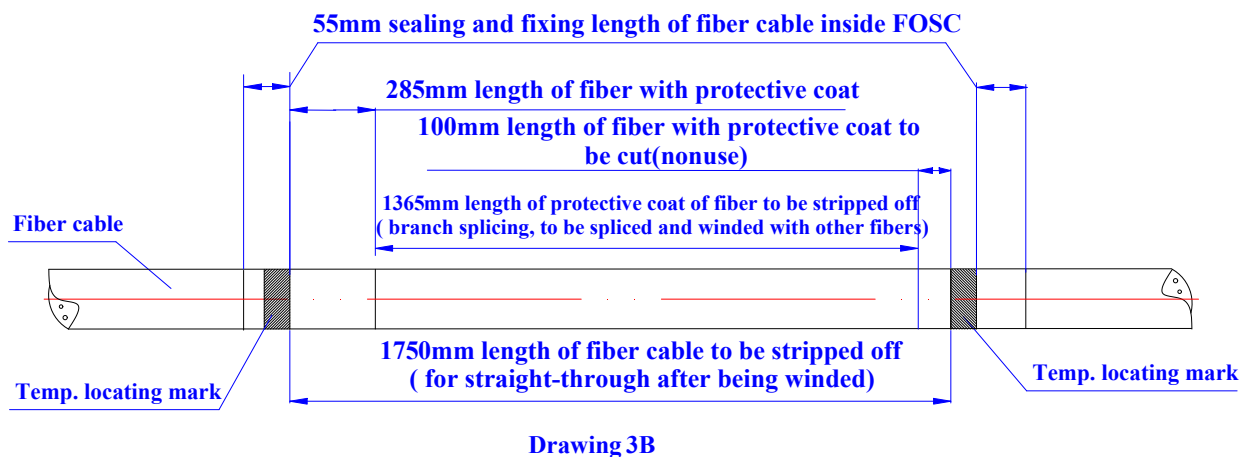 55mm sealing and fixing length of fiber cable inside FOSC
285mm length of fiber with protective coat
100mm length of fiber with protective coat to
be cut(nonuse)
1365mm length of protective coat of fiber to be stripped off
( branch splicing, to be spliced and winded with other fibers)
Fiber cable
1750mm length of fiber cable to be stripped off
( for straight-through after being winded)
Temp. locating mark
Temp. locating mark
Drawing 3B